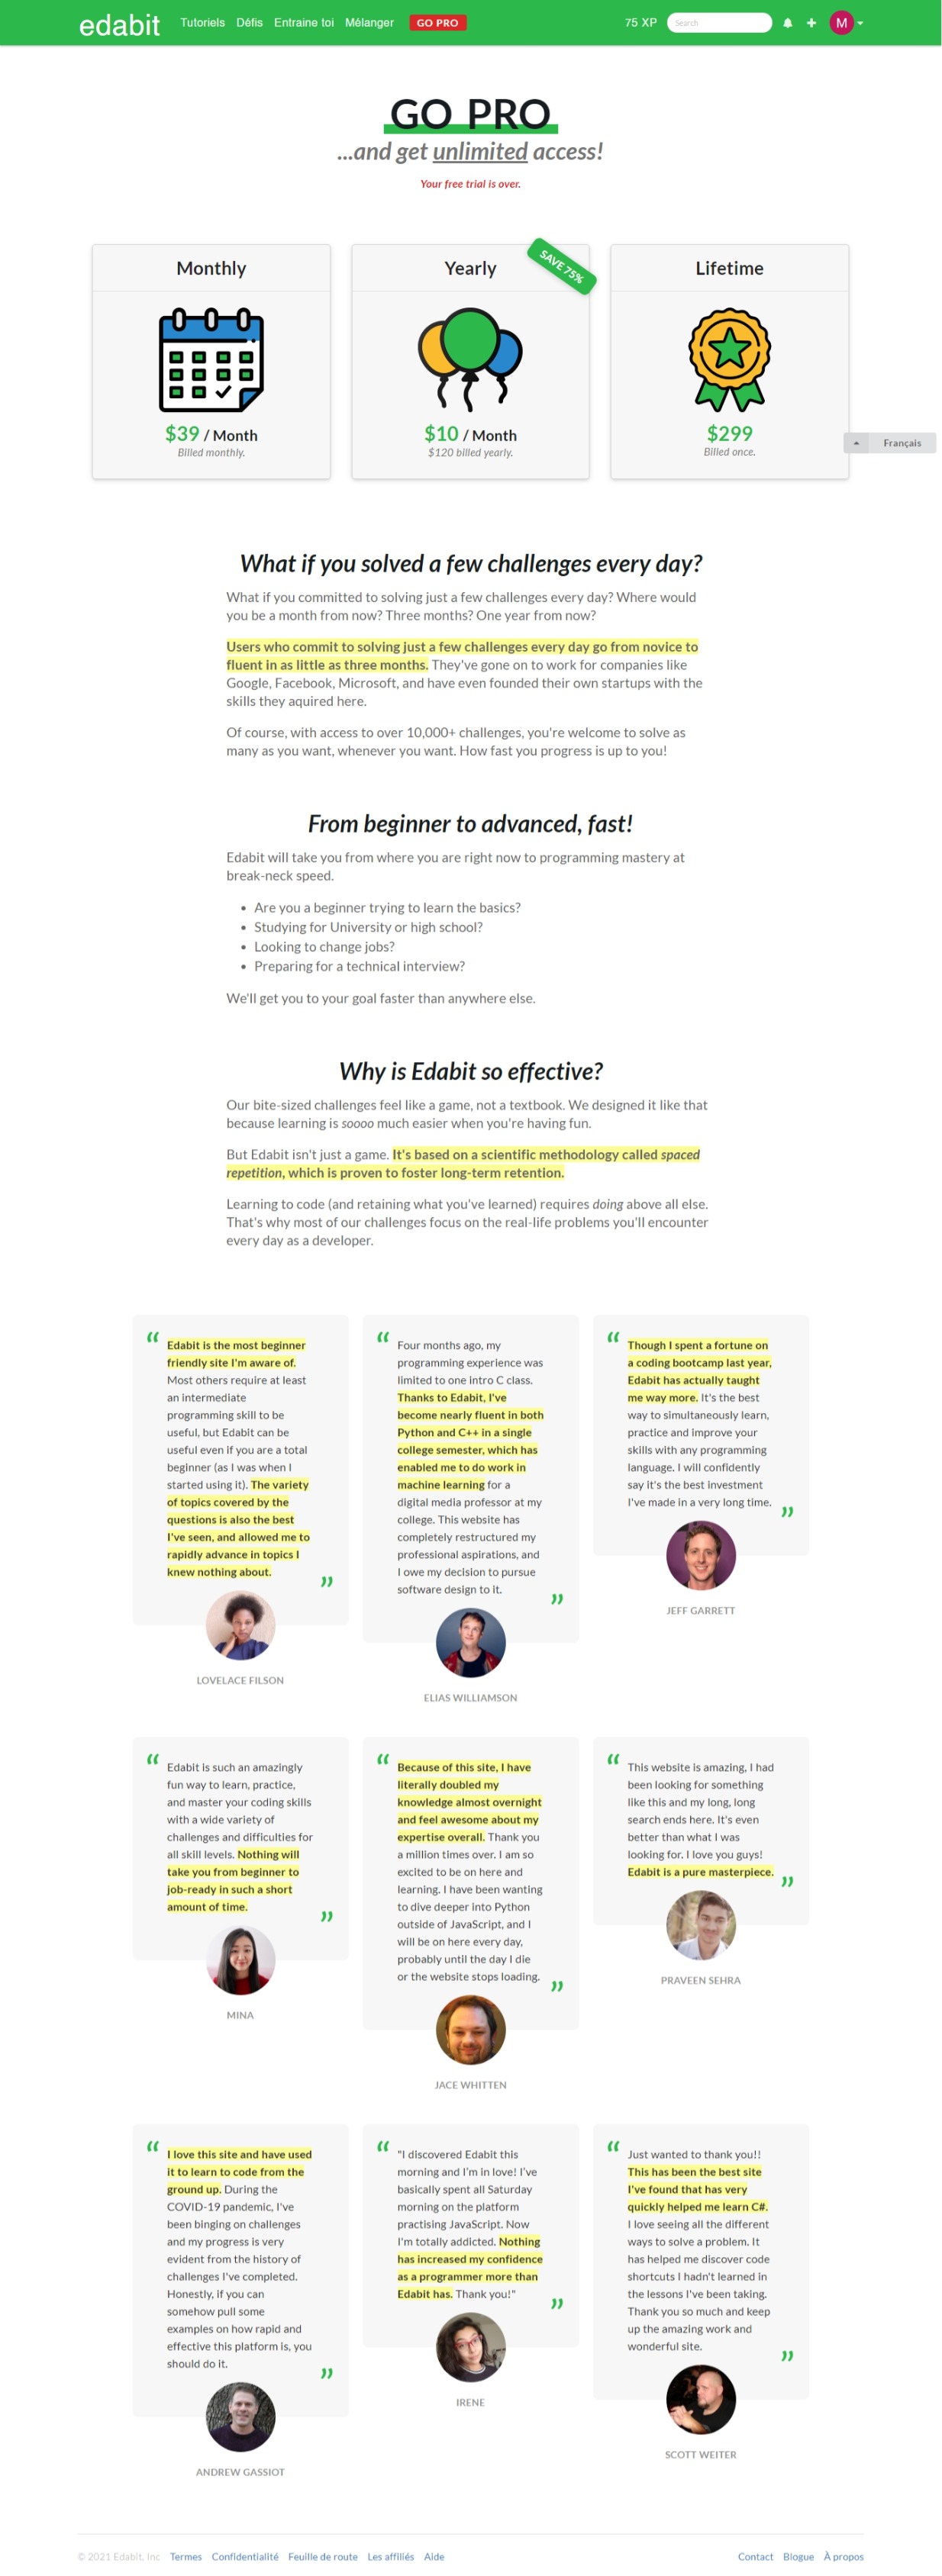 edabit
Tutoriels Défis Entraine toi Mélanger GO PRO
75 XP Search M
GO PRO
...and get unlimited access!
Your free trial is over.
Monthly
$39 / Month
Billed monthly.
Yearly
SAVE 75%
$10 / Month
$120 billed yearly.
Lifetime
$299
Billed once.
Français
What if you solved a few challenges every day?
What if you committed to solving just a few challenges every day? Where would
you be a month from now? Three months? One year from now?
Users who commit to solving just a few challenges every day go from novice to
fluent in as little as three months. They've gone on to work for companies like
Google, Facebook, Microsoft, and have even founded their own startups with the
skills they aquired here.
Of course, with access to over 10,000+ challenges, you're welcome to solve as
many as you want, whenever you want. How fast you progress is up to you!
From beginner to advanced, fast!
Edabit will take you from where you are right now to programming mastery at
break-neck speed.
• Are you a beginner trying to learn the basics?
• Studying for University or high school?
• Looking to change jobs?
• Preparing for a technical interview?
We'll get you to your goal faster than anywhere else.
Why is Edabit so effective?
Our bite-sized challenges feel like a game, not a textbook. We designed it like that
because learning is soooo much easier when you're having fun.
But Edabit isn't just a game. It's based on a scientific methodology called spaced
repetition, which is proven to foster long-term retention.
Learning to code (and retaining what you've learned) requires doing above all else.
That's why most of our challenges focus on the real-life problems you'll encounter
every day as a developer.
“ Edabit is the most beginner
friendly site I'm aware of.
Most others require at least
an intermediate
programming skill to be
useful, but Edabit can be
useful even if you are a total
beginner (as I was when I
started using it). The variety
of topics covered by the
questions is also the best
I've seen, and allowed me to
rapidly advance in topics I
knew nothing about. ”
LOVELACE FILSON
“ Four months ago, my
programming experience was
limited to one Intro C class.
Thanks to Edabit, I've
become nearly fluent in both
Python and C++ in a single
college semester, which has
enabled me to do work in
machine learning for a
digital media professor at my
college. This website has
completely restructured my
professional aspirations, and
I owe my decision to pursue
software design to it. ”
ELIAS WILLIAMSON
“ Though I spent a fortune on
a coding bootcamp last year,
Edabit has actually taught
me way more. It's the best
way to simultaneously learn,
practice and improve your
skills with any programming
language. I will confidently
say it's the best investment
I've made in a very long time. ”
JEFF GARRETT
“ Edabit is such an amazingly
fun way to learn, practice,
and master your coding skills
with a wide variety of
challenges and difficulties for
all skill levels. Nothing will
take you from beginner to
job-ready in such a short
amount of time. ”
MINA
“ Because of this site, I have
literally doubled my
knowledge almost overnight
and feel awesome about my
expertise overall. Thank you
a million times over. I am so
excited to be on here and
learning. I have been wanting
to dive deeper into Python
outside of JavaScript, and I
will be on here every day,
probably until the day I die
or the website stops loading. ”
JACE WHITTEN
“ This website is amazing, I had
been looking for something
like this and my long, long
search ends here. It's even
better than what I was
looking for. I love you guys!
Edabit is a pure masterpiece. ”
PRAVEEN SEHRA
“ I love this site and have used
it to learn to code from the
ground up. During the
COVID-19 pandemic, I've
been binging on challenges
and my progress is very
evident from the history of
challenges I've completed.
Honestly, if you can
somehow pull some
examples on how rapid and
effective this platform is, you
should do it. ”
ANDREW GASSIOT
“ "I discovered Edabit this
morning and I'm in love! I've
basically spent all Saturday
morning on the platform
practising JavaScript. Now
I'm totally addicted. Nothing
has increased my confidence
as a programmer more than
Edabit has. Thank you!" ”
IRENE
“ Just wanted to thank you!!
This has been the best site
I've found that has very
quickly helped me learn C#.
I love seeing all the different
ways to solve a problem. It
has helped me discover code
shortcuts I hadn't learned in
the lessons I've been taking.
Thank you so much and keep
up the amazing work and
wonderful site. ”
SCOTT WEITER
© 2021 Edabit, Inc Termes Confidentialité Feuille de route Les affiliés Aide
Contact Blogue À propos